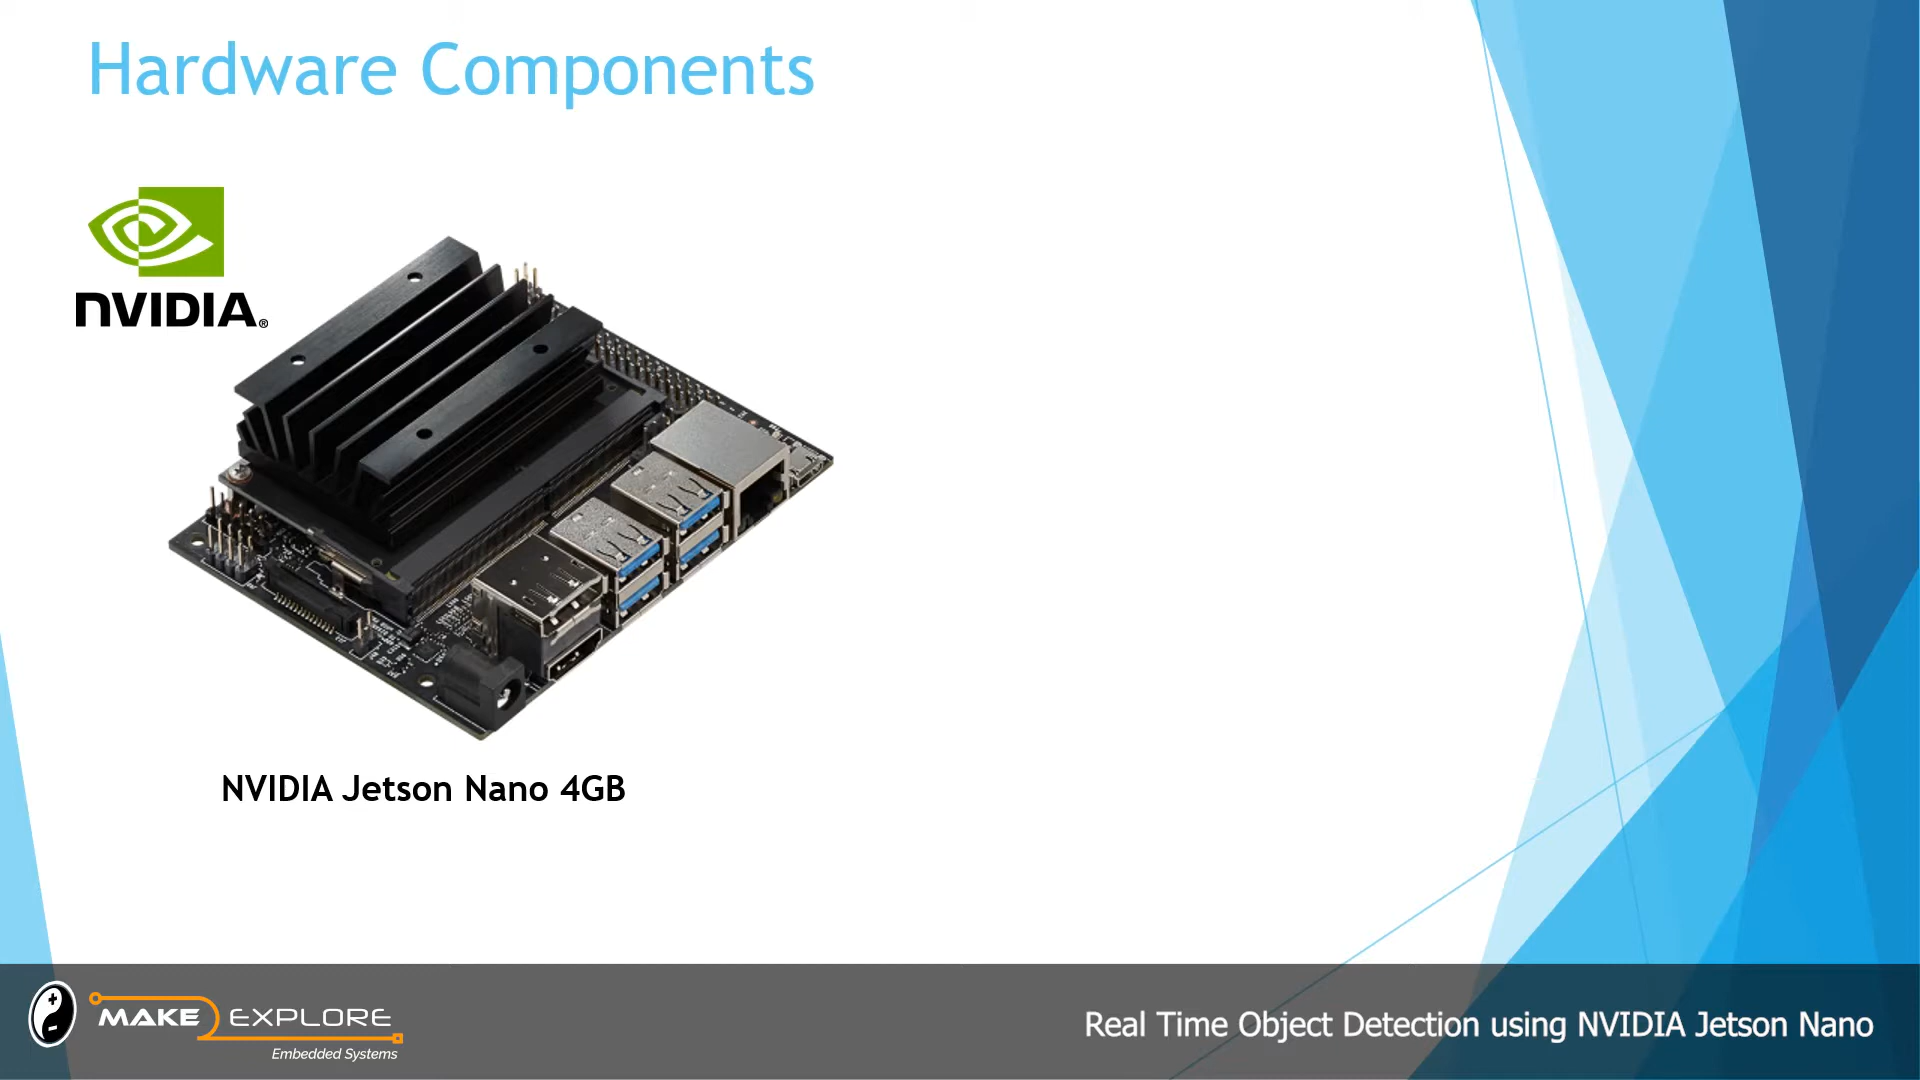 Hardware Components
NVIDIA®
NVIDIA Jetson Nano 4GB
MAKE EXPLORE
Embedded Systems
Real Time Object Detection using NVIDIA Jetson Nano